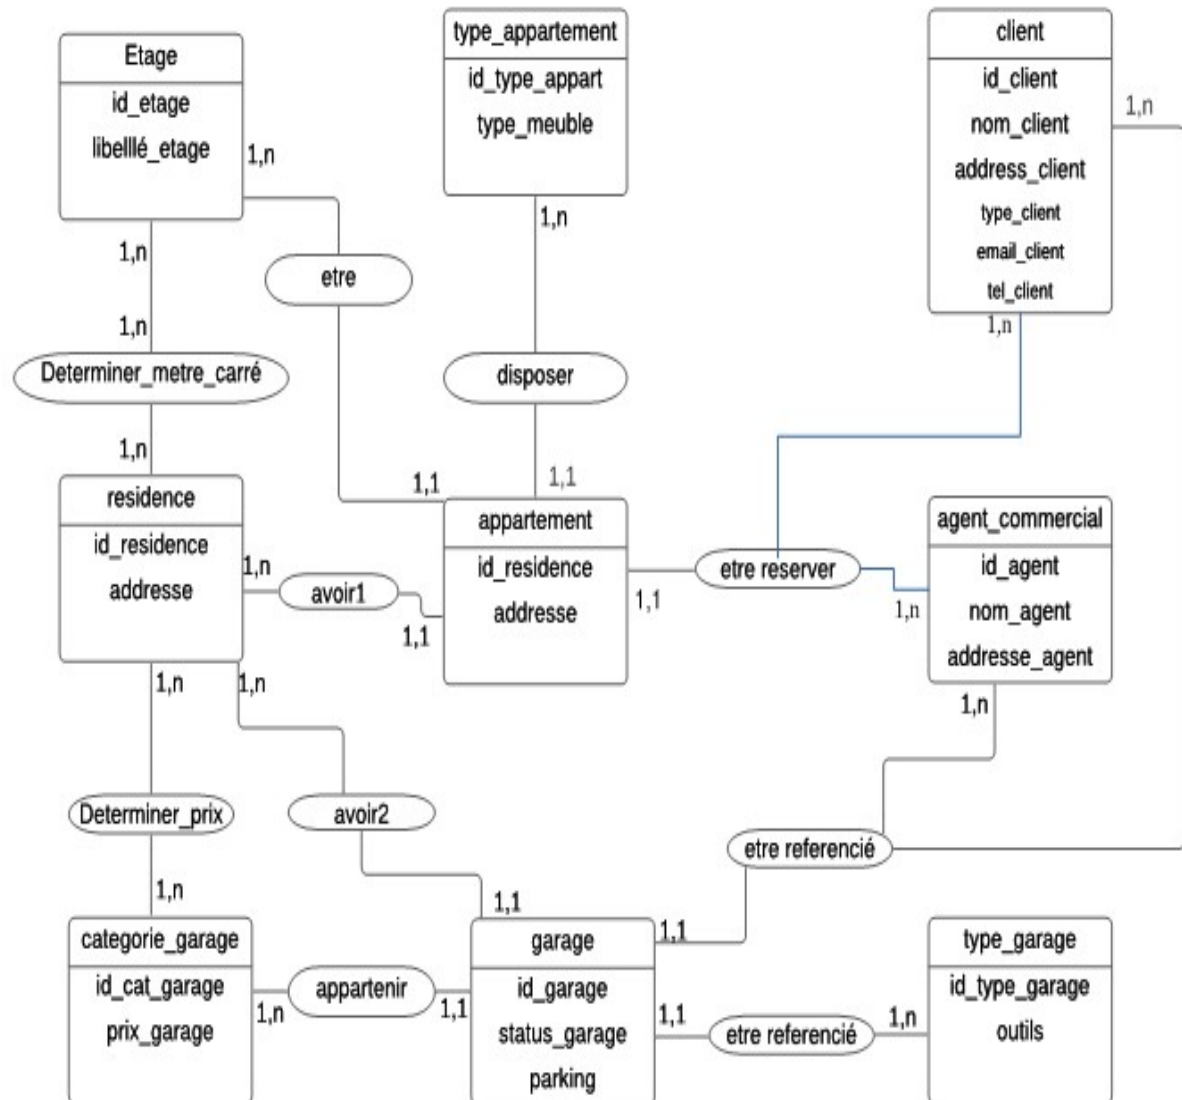 Etage
id_etage
libelllé_etage
1,n
1,n
1,n
type_appartement
id_type_appart
type_meuble
1,n
client
id_client
nom_client
address_client
type_client
email_client
tel_client
1,n
1,n
etre
Determiner_metre_carré
disposer
1,n
1,1
1,1
residence
id_residence
addresse
1,n
avoir1
1,1
appartement
id_residence
addresse
1,1
etre reserver
1,n
agent_commercial
id_agent
nom_agent
addresse_agent
1,n
1,n
1,n
Determiner_prix
avoir2
etre referencié
1,n
1,1
1,1
categorie_garage
id_cat_garage
prix_garage
1,n
appartenir
1,1
garage
id_garage
status_garage
parking
1,1
etre referencié
1,n
type_garage
id_type_garage
outils